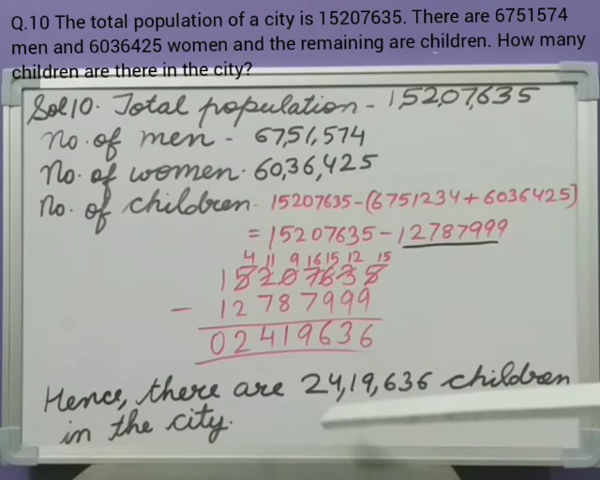 Q.10 The total population of a city is 15207635. There are 6751574
men and 6036425 women and the remaining are children. How many
children are there in the city?
Sol10. Total population - 1,52,07,635
No. of men - 67,51,574
No. of women - 60,36,425
No. of children - 15207635-(6751234+6036425)
= 15207635-12787999
4 11 9 16 15 12 15
15207635
- 12787999
02419636
Hence, there are 24,19,636 children
in the city.